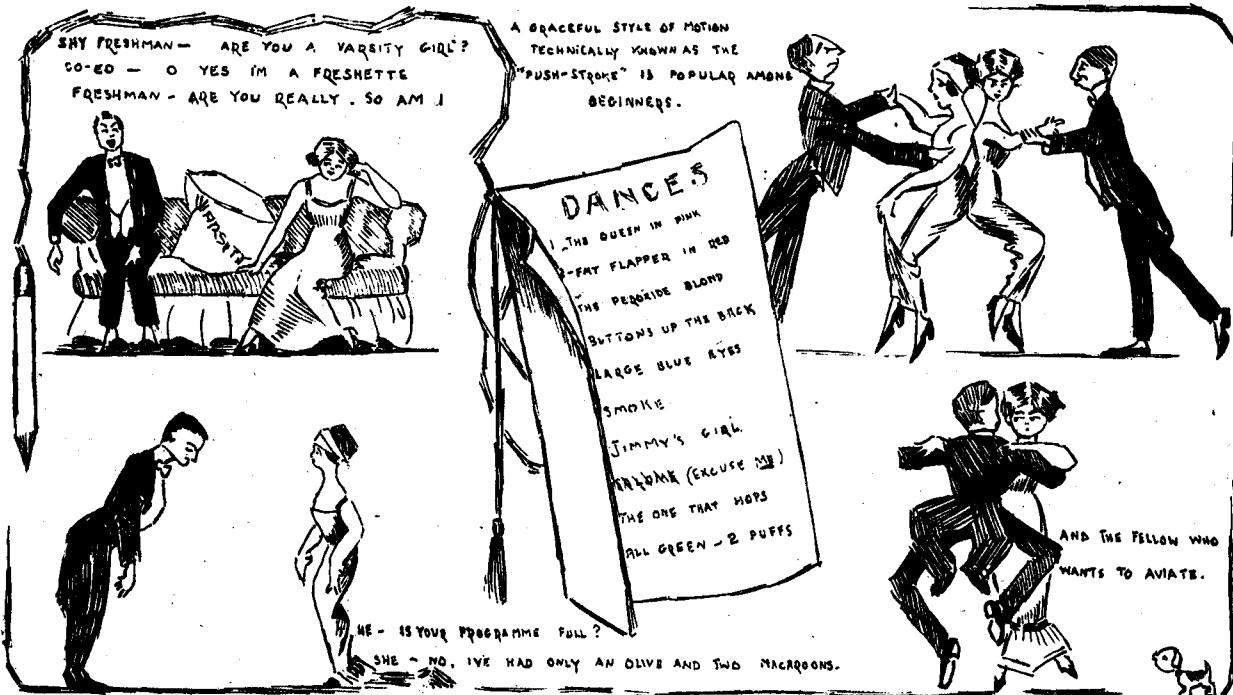 SHY FRESHMAN - ARE YOU A VARSITY GIRL?
CO-ED - O YES I'M A FRESHETTE
FRESHMAN - ARE YOU REALLY. SO AM I
VARSITY
A GRACEFUL STYLE OF MOTION
TECHNICALLY KNOWN AS THE
"PUSH-STROKE" IS POPULAR AMONG
BEGINNERS.
DANCES
1-THE QUEEN IN PINK
-FAT FLAPPER IN RED
THE PEROXIDE BLOND
BUTTONS UP THE BACK
LARGE BLUE EYES
SMOKE
JIMMY'S GIRL
(EXCUSE ME)
THE ONE THAT HOPS
ALL GREEN - 2 PUFFS
AND THE FELLOW WHO
WANTS TO AVIATE.
HE - IS YOUR PROGRAMME FULL?
SHE - NO, I'VE HAD ONLY AN OLIVE AND TWO MACAROONS.